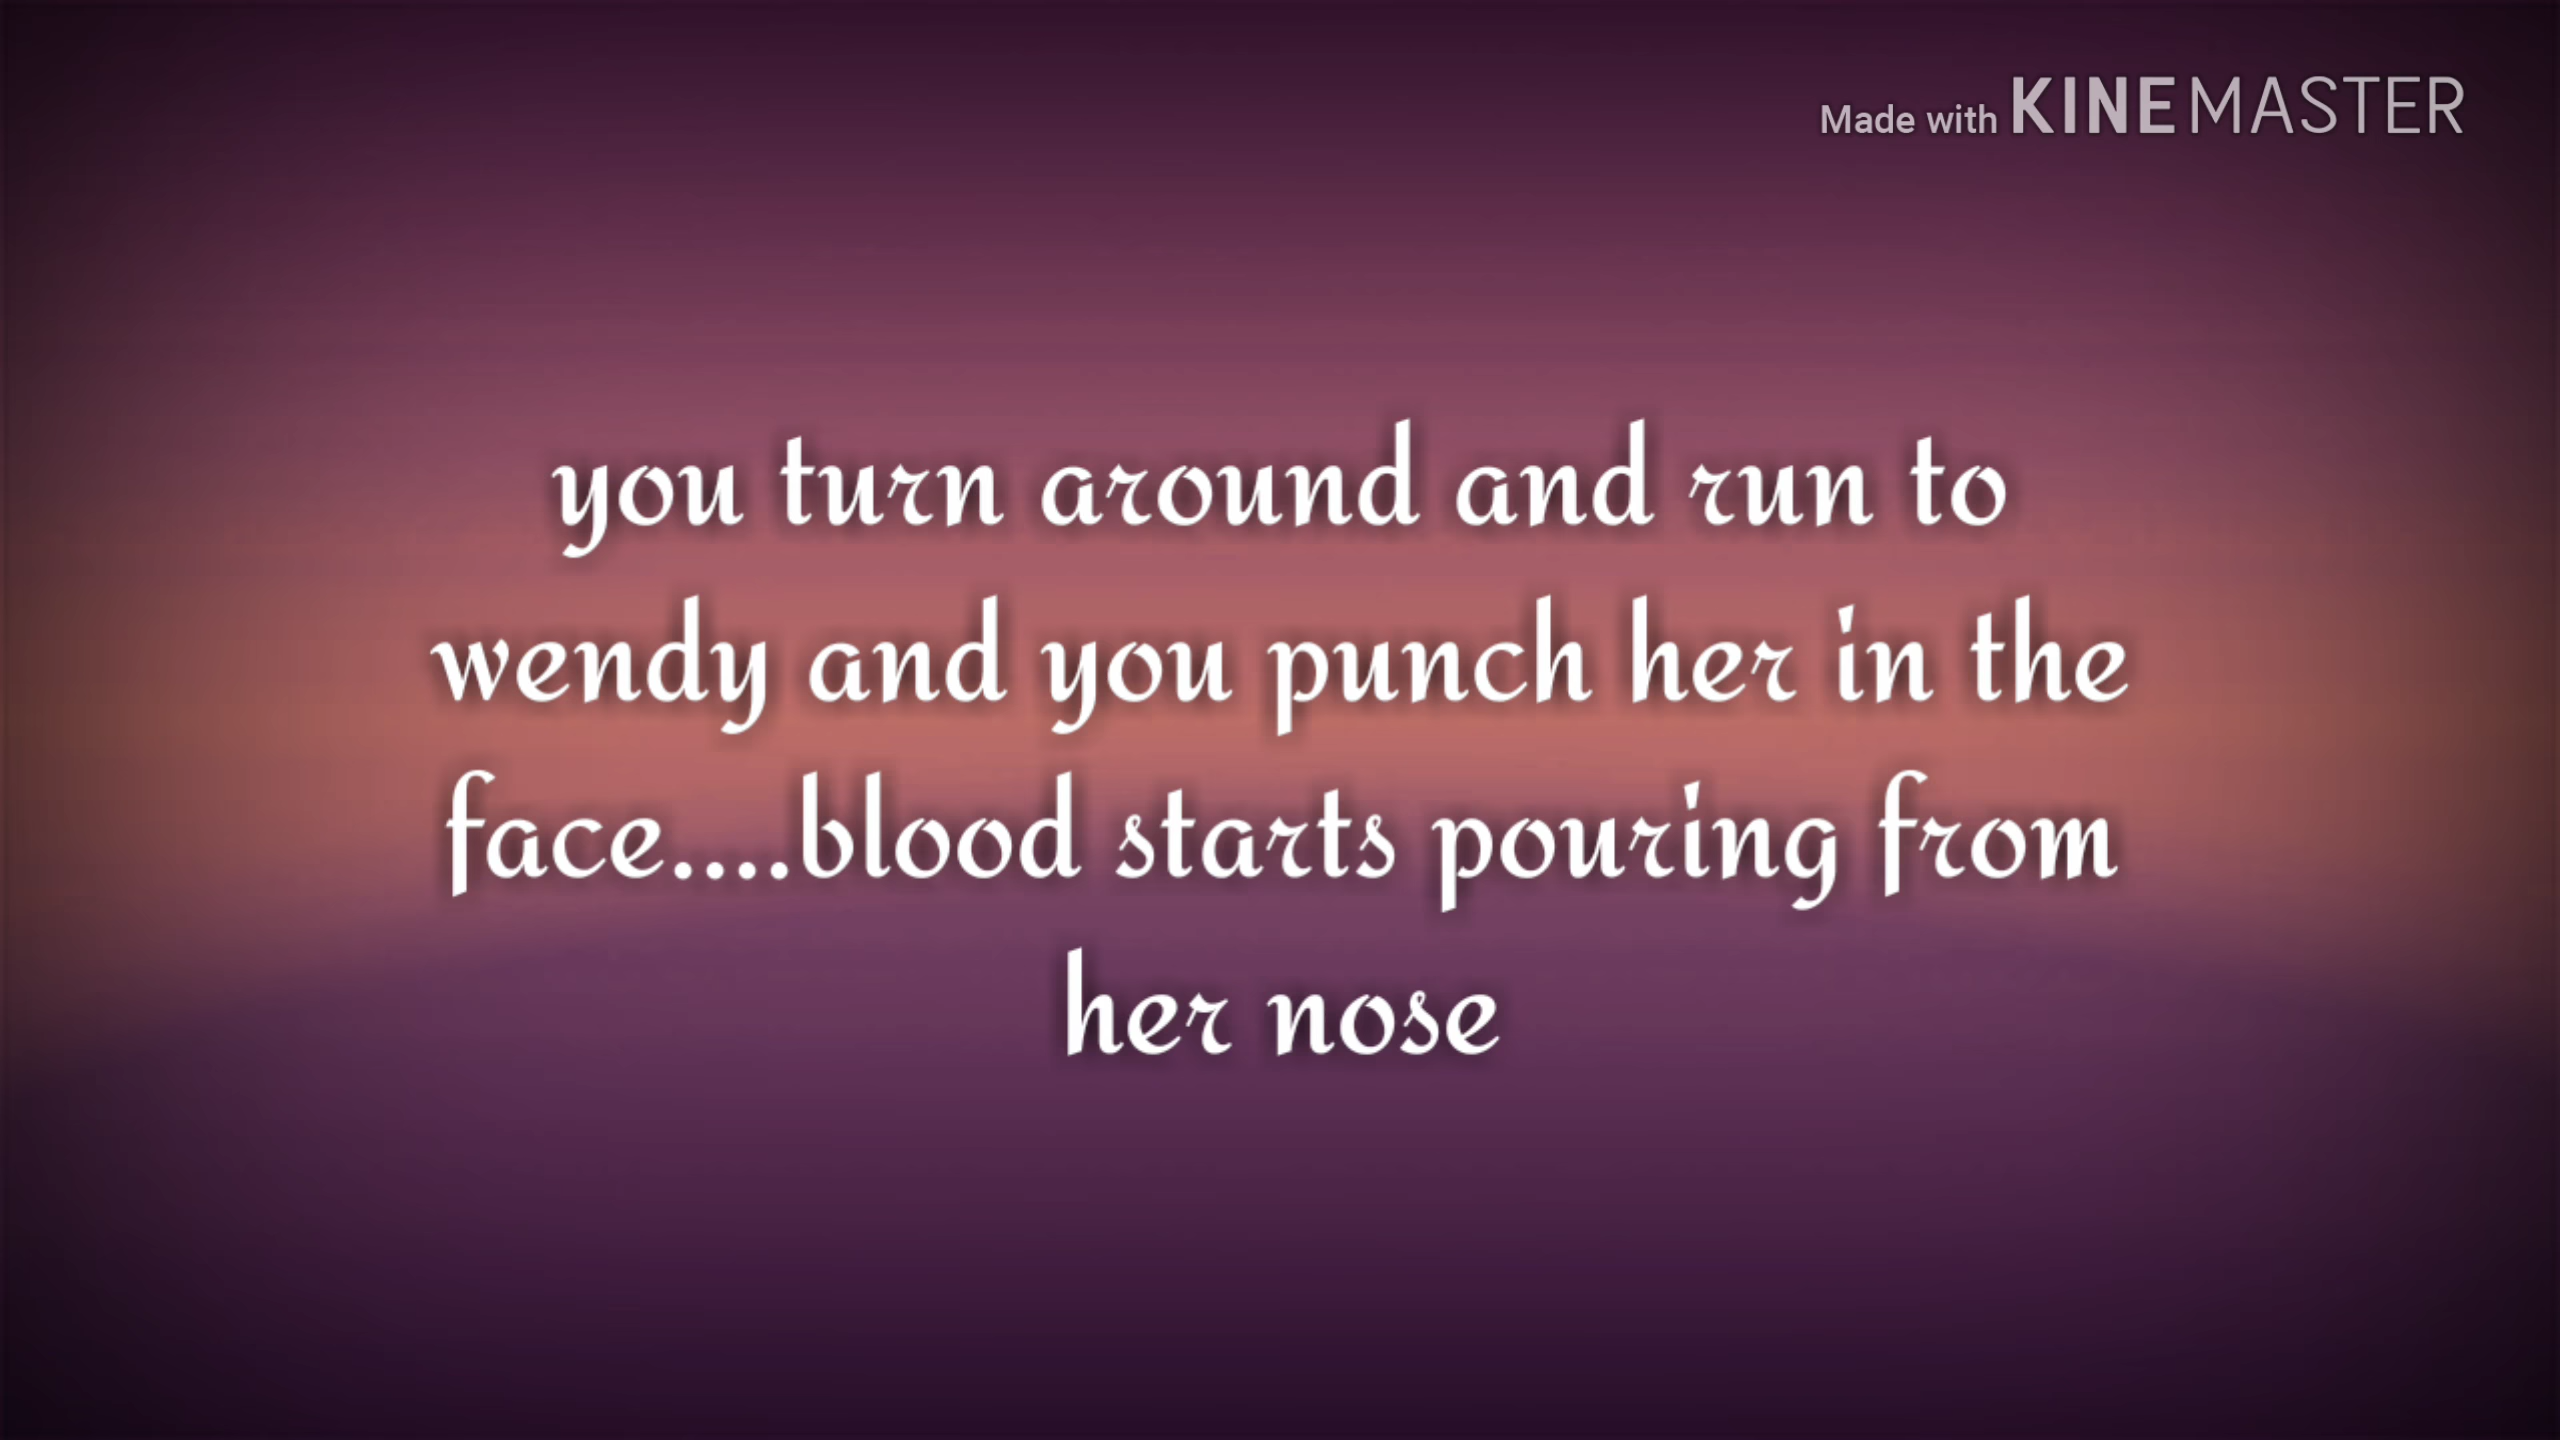 Made with KINEMASTER
you turn around and run to
wendy and you punch her in the
face....blood starts pouring from
her nose